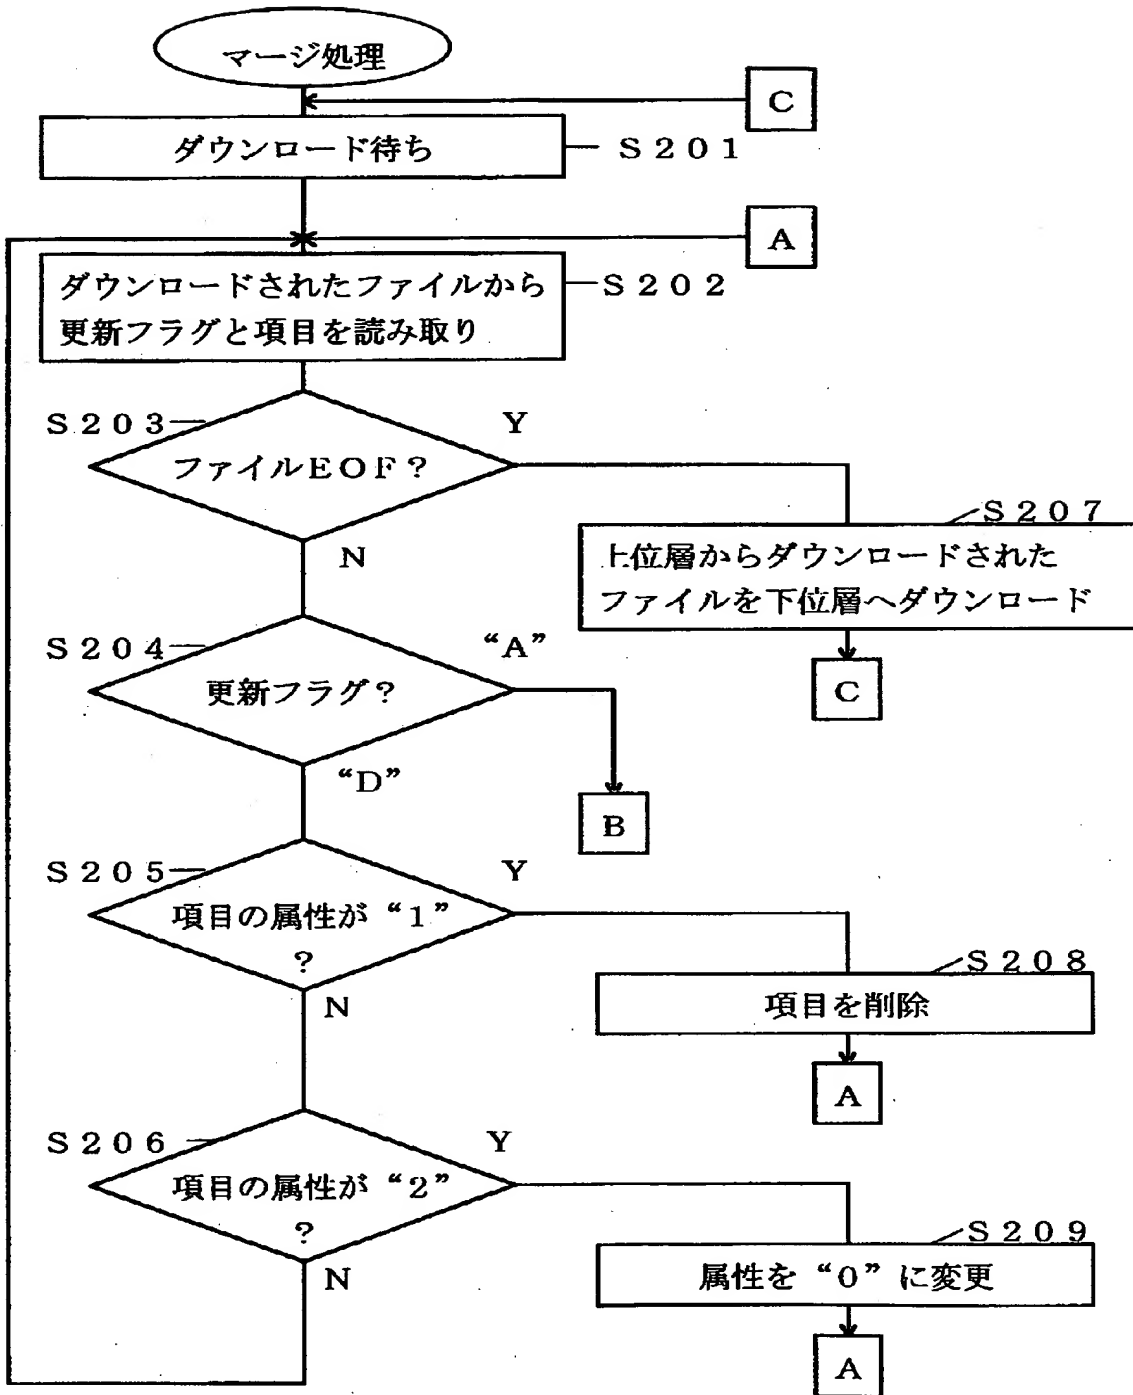 マージ処理
C
ダウンロード待ち
S201
A
ダウンロードされたファイルから
更新フラグと項目を読み取り
S202
S203
Y
ファイルEOF?
N
S207
上位層からダウンロードされた
ファイルを下位層へダウンロード
C
S204
“A”
更新フラグ?
“D”
B
S205
Y
項目の属性が“1”
?
N
S208
項目を削除
A
S206
Y
項目の属性が“2”
?
N
S209
属性を“0”に変更
A